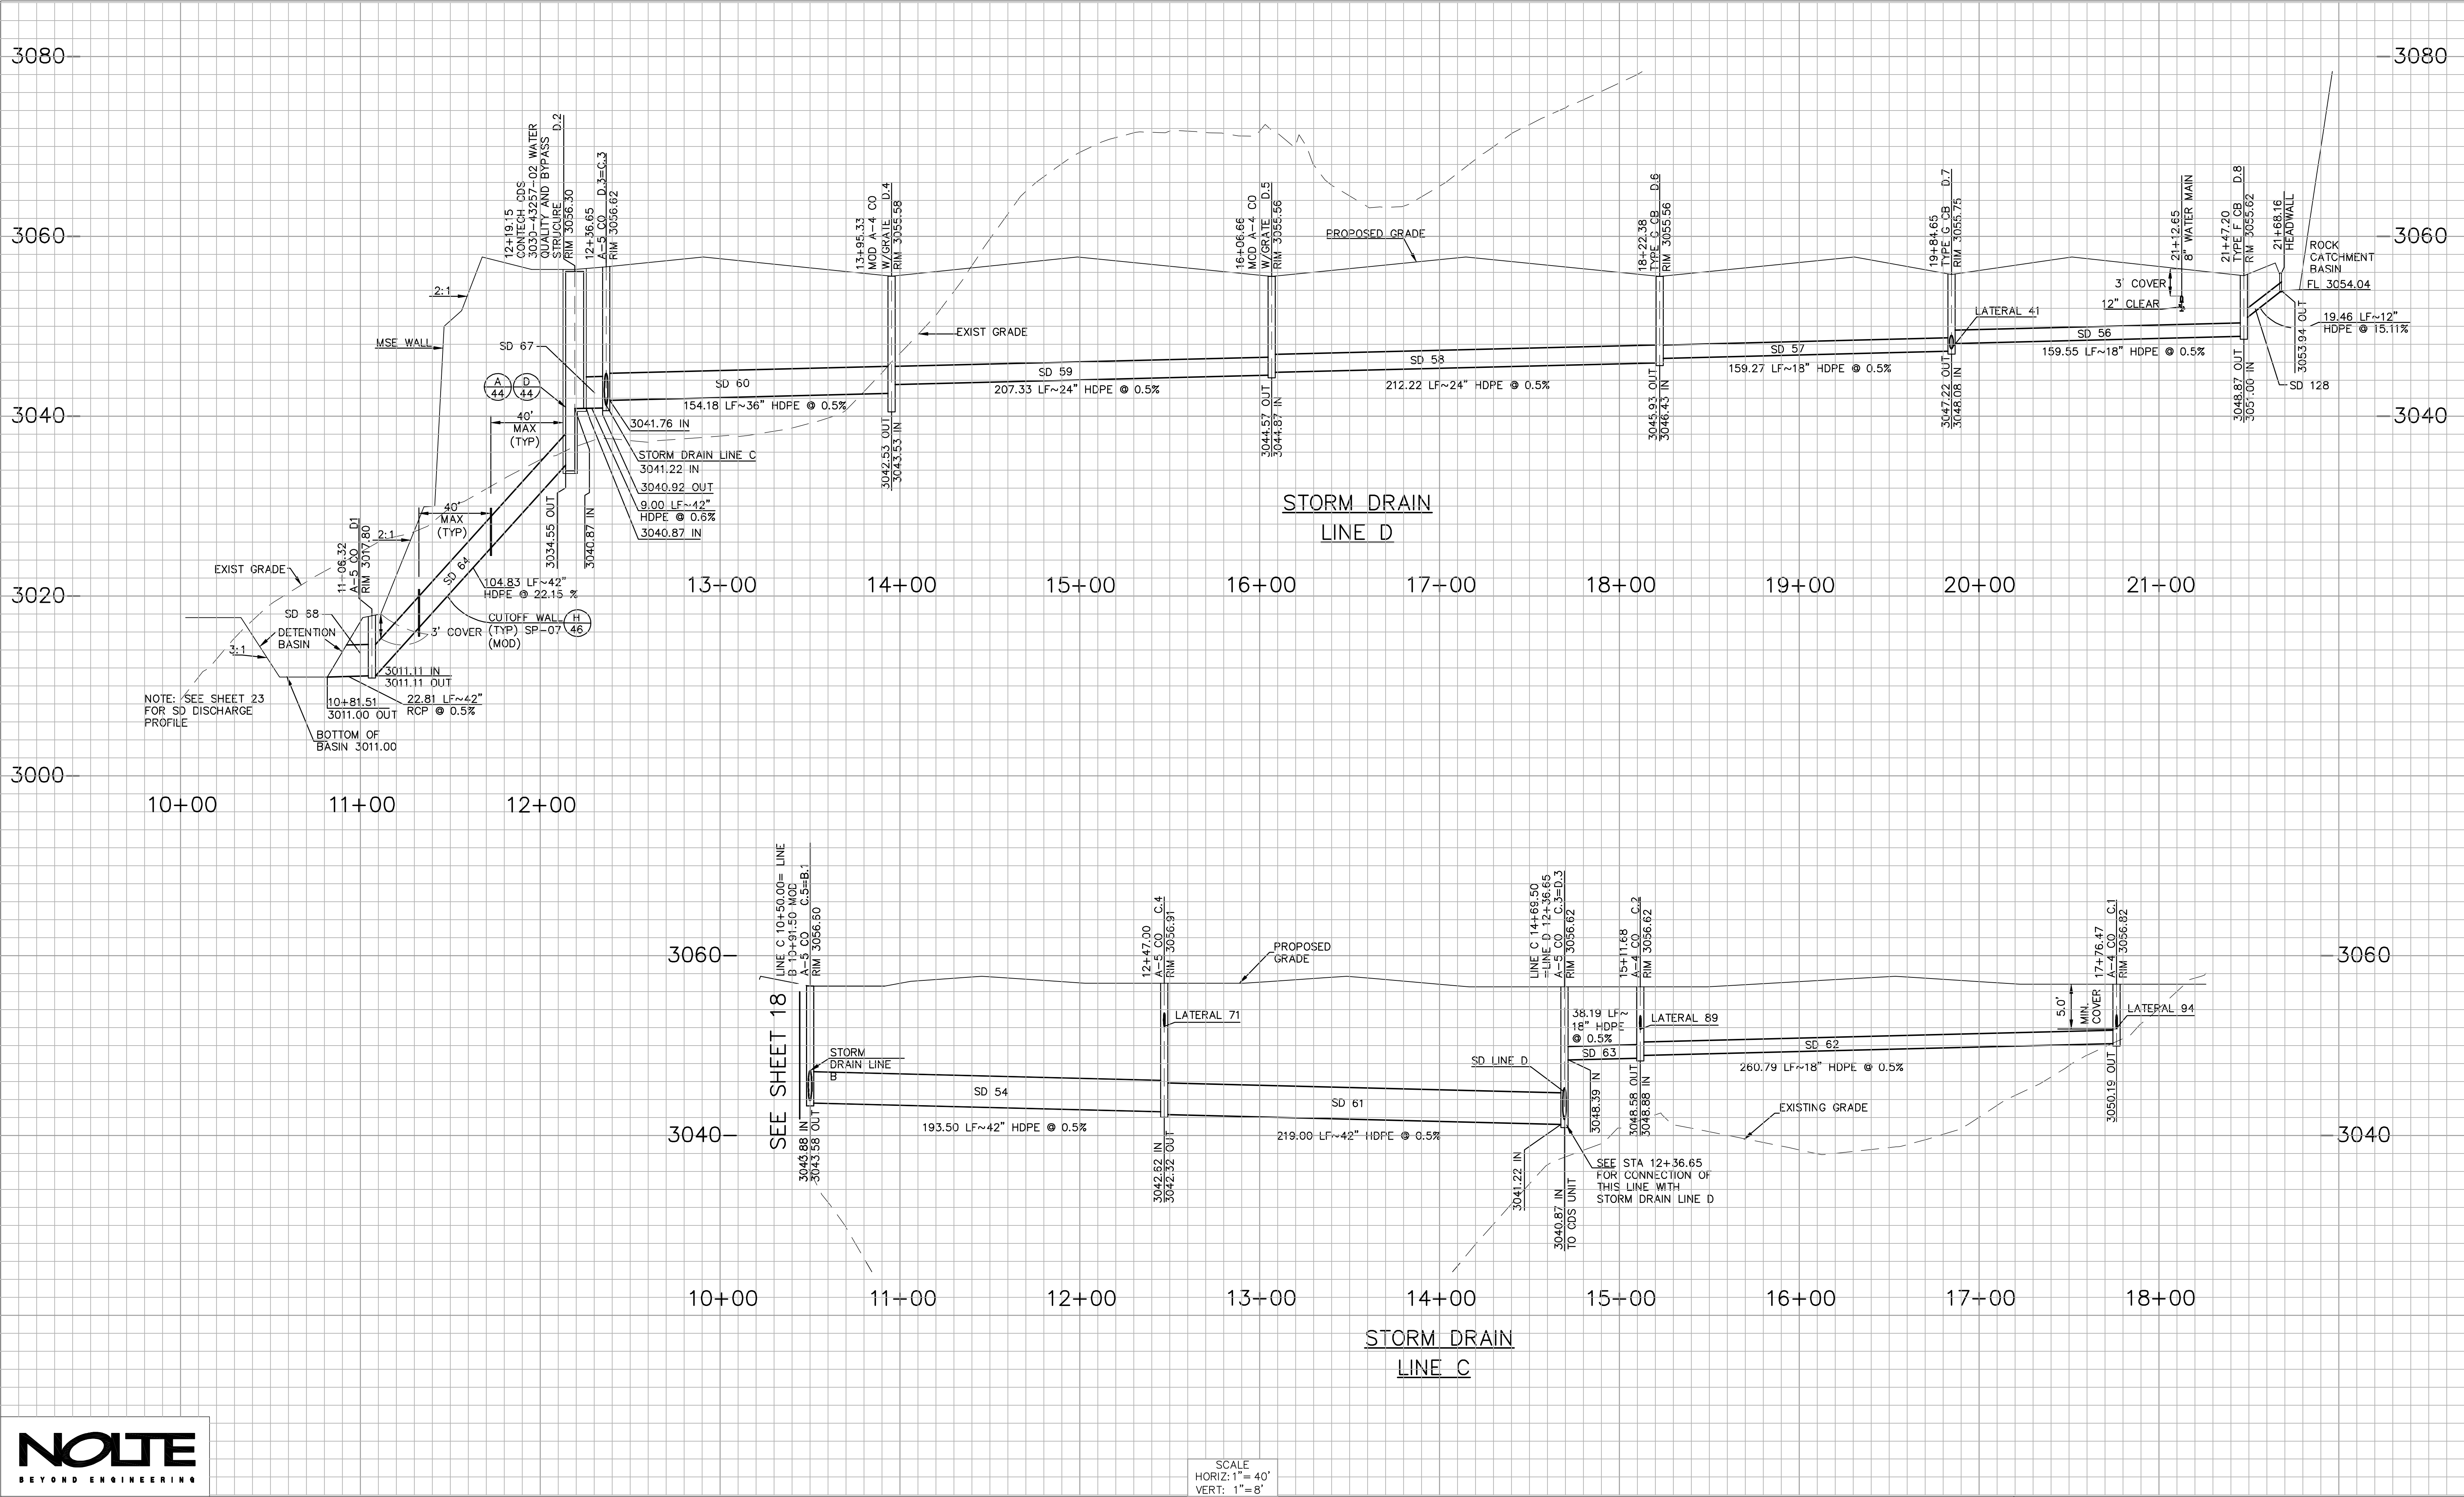 3080
3080
3060
3060
3040
3040
3020
3000
12+19.15
CONTECH CDS
3030-43257-02 WATER
QUALITY AND BYPASS
STRUCTURE D.2
RIM 3056.30
12+36.65
A-5 CO D.3=C.3
RIM 3056.62
13+95.33
MOD A-4 CO
W/GRATE D.4
RIM 3055.58
16+06.66
MOD A-4 CO
W/GRATE D.5
RIM 3055.56
PROPOSED GRADE
18+22.38
TYPE C CB D.6
RIM 3055.56
19+84.65
TYPE C CB D.7
RIM 3055.75
21+12.65
8" WATER MAIN
21+47.20
TYPE F CB D.8
RIM 3055.62
21+68.16
HEADWALL
ROCK
CATCHMENT
BASIN
FL 3054.04
3' COVER
12" CLEAR
19.46 LF~12"
HDPE @ 15.11%
3053.94 OUT
SD 128
2:1
MSE WALL
SD 67
A
44
D
44
40'
MAX
(TYP)
40'
MAX
(TYP)
SD 60
154.18 LF~36" HDPE @ 0.5%
EXIST GRADE
SD 59
207.33 LF~24" HDPE @ 0.5%
SD 58
212.22 LF~24" HDPE @ 0.5%
SD 57
159.27 LF~18" HDPE @ 0.5%
LATERAL 41
SD 56
159.55 LF~18" HDPE @ 0.5%
3041.76 IN
STORM DRAIN LINE C
3041.22 IN
3040.92 OUT
9.00 LF~42"
HDPE @ 0.6%
3040.87 IN
3034.55 OUT
3040.87 IN
3042.53 OUT
3043.53 IN
3044.57 OUT
3044.87 IN
3045.93 OUT
3046.43 IN
3047.22 OUT
3048.08 IN
3048.87 OUT
3051.00 IN
STORM DRAIN
LINE D
11+06.32
A-5 CO D1
RIM 3017.80
2:1
EXIST GRADE
SD 64
104.83 LF~42"
HDPE @ 22.15 %
SD 68
DETENTION
BASIN
3:1
3' COVER
CUTOFF WALL
(TYP) SP-07
(MOD)
H
46
3011.11 IN
3011.11 OUT
22.81 LF~42"
RCP @ 0.5%
10+81.51
3011.00 OUT
BOTTOM OF
BASIN 3011.00
NOTE: SEE SHEET 23
FOR SD DISCHARGE
PROFILE
10+00
11+00
12+00
13+00
14+00
15+00
16+00
17+00
18+00
19+00
20+00
21+00
3060
3060
3040
3040
SEE SHEET 18
LINE C 10+50.00= LINE
B 10+91.50 MOD
A-5 CO C.5=B.1
RIM 3056.60
12+47.00
A-5 CO C.4
RIM 3056.91
PROPOSED
GRADE
LINE C 14+69.50
=LINE D 12+36.65
A-5 CO C.3=D.3
RIM 3056.62
15+11.68
A-4 CO C.2
RIM 3056.62
17+76.47
A-4 CO C.1
RIM 3056.82
LATERAL 71
STORM
DRAIN LINE
B
SD 54
193.50 LF~42" HDPE @ 0.5%
SD 61
219.00 LF~42" HDPE @ 0.5%
SD LINE D
38.19 LF~
18" HDPE
@ 0.5%
SD 63
LATERAL 89
SD 62
260.79 LF~18" HDPE @ 0.5%
5.0'
MIN.
COVER
LATERAL 94
3043.88 IN
3043.58 OUT
3042.62 IN
3042.32 OUT
3041.22 IN
3040.87 IN
TO CDS UNIT
3048.39 IN
3048.58 OUT
3048.88 IN
3050.19 OUT
EXISTING GRADE
SEE STA 12+36.65
FOR CONNECTION OF
THIS LINE WITH
STORM DRAIN LINE D
10+00
11+00
12+00
13+00
14+00
15+00
16+00
17+00
18+00
STORM DRAIN
LINE C
NOLTE
BEYOND ENGINEERING
SCALE
HORIZ: 1"= 40'
VERT: 1"=8'